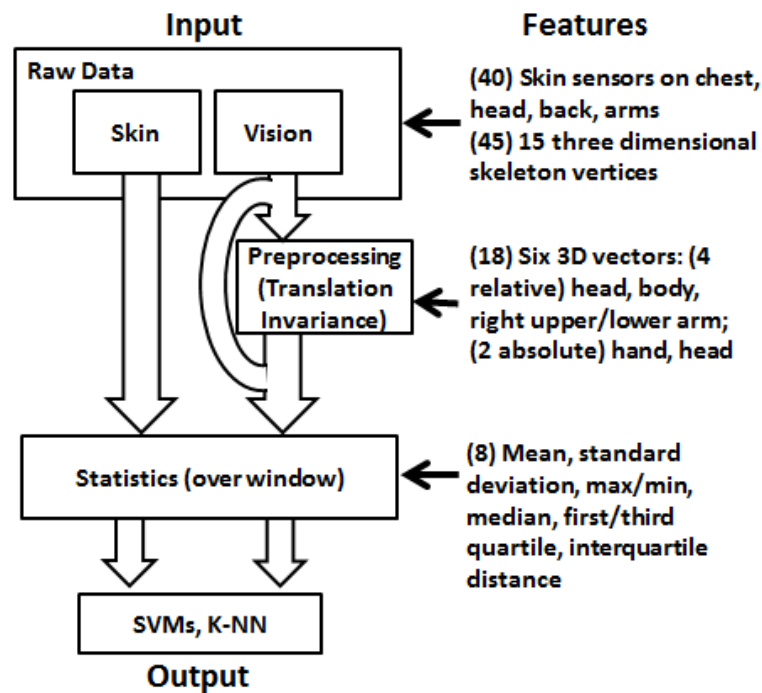 Input
Features
Raw Data
Skin
Vision
(40) Skin sensors on chest,
head, back, arms
(45) 15 three dimensional
skeleton vertices
Preprocessing
(Translation
Invariance)
(18) Six 3D vectors: (4
relative) head, body,
right upper/lower arm;
(2 absolute) hand, head
Statistics (over window)
(8) Mean, standard
deviation, max/min,
median, first/third
quartile, interquartile
distance
SVMs, K-NN
Output